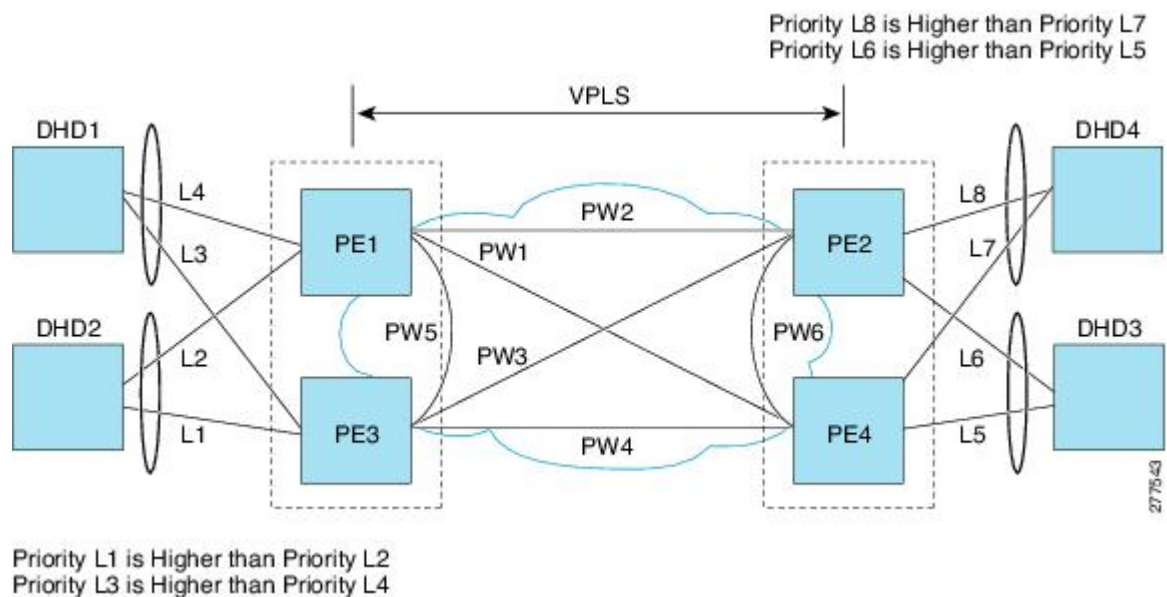 Priority L8 is Higher than Priority L7
Priority L6 is Higher than Priority L5
VPLS
DHD1
DHD4
L4
L8
PW2
PE1
PE2
PW1
L3
L7
DHD2
DHD3
PW5
PW6
L2
PW3
L6
L1
PE3
PW4
PE4
L5
277543
Priority L1 is Higher than Priority L2
Priority L3 is Higher than Priority L4